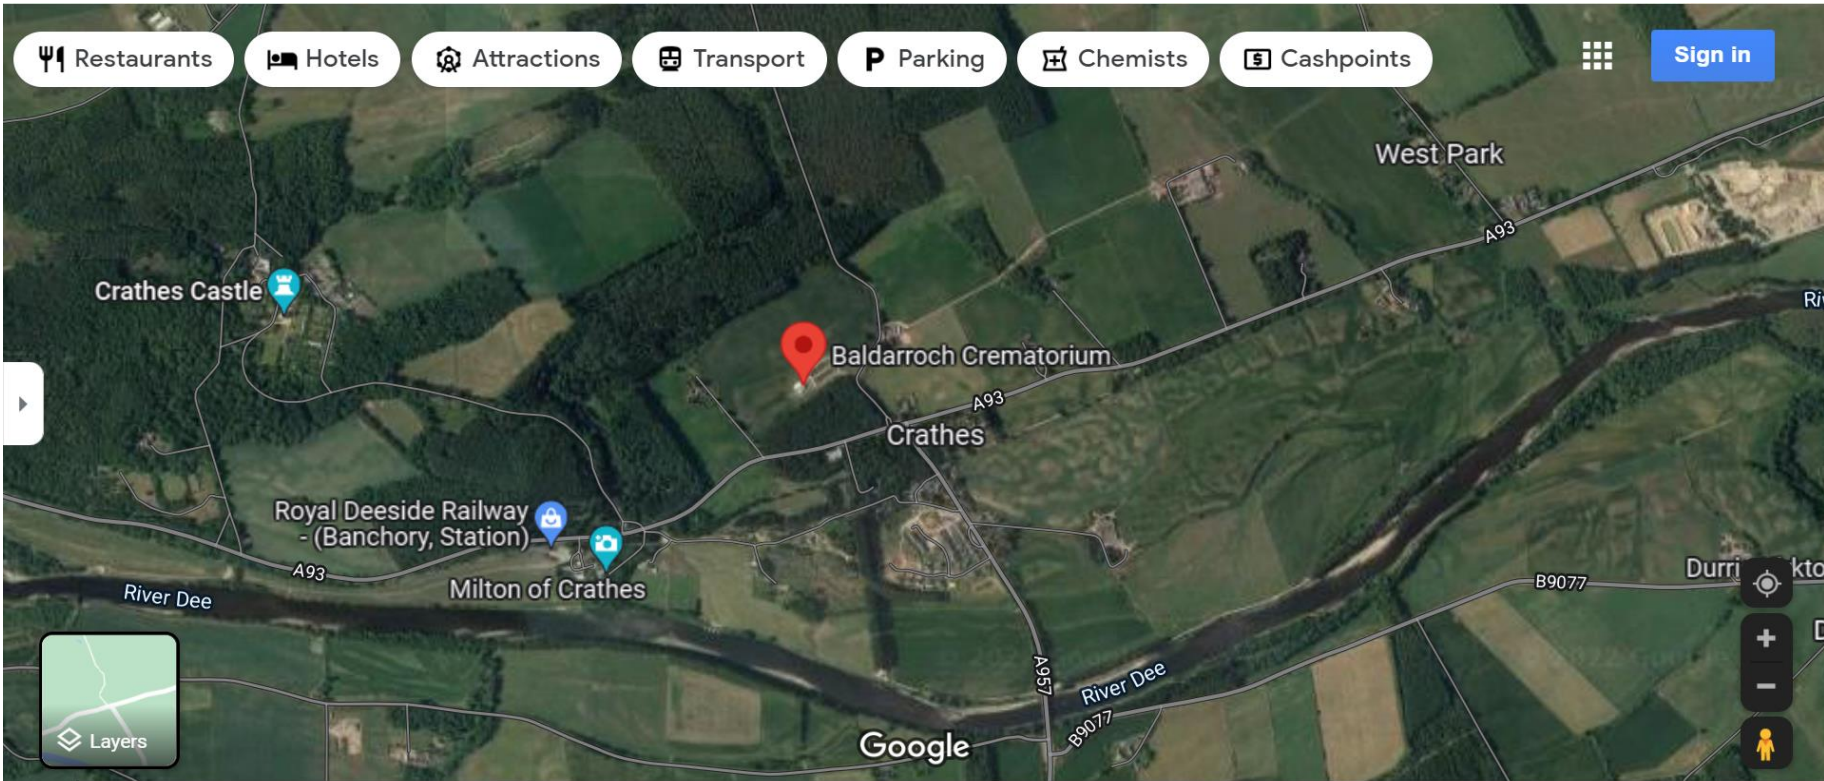 Restaurants
Hotels
Attractions
Transport
Parking
Chemists
Cashpoints
Sign in
West Park
A93
Crathes Castle
Baldarroch Crematorium
A93
Crathes
Royal Deeside Railway
- (Banchory, Station)
A93
Milton of Crathes
River Dee
B9077
A957
River Dee
B9077
Google
Layers